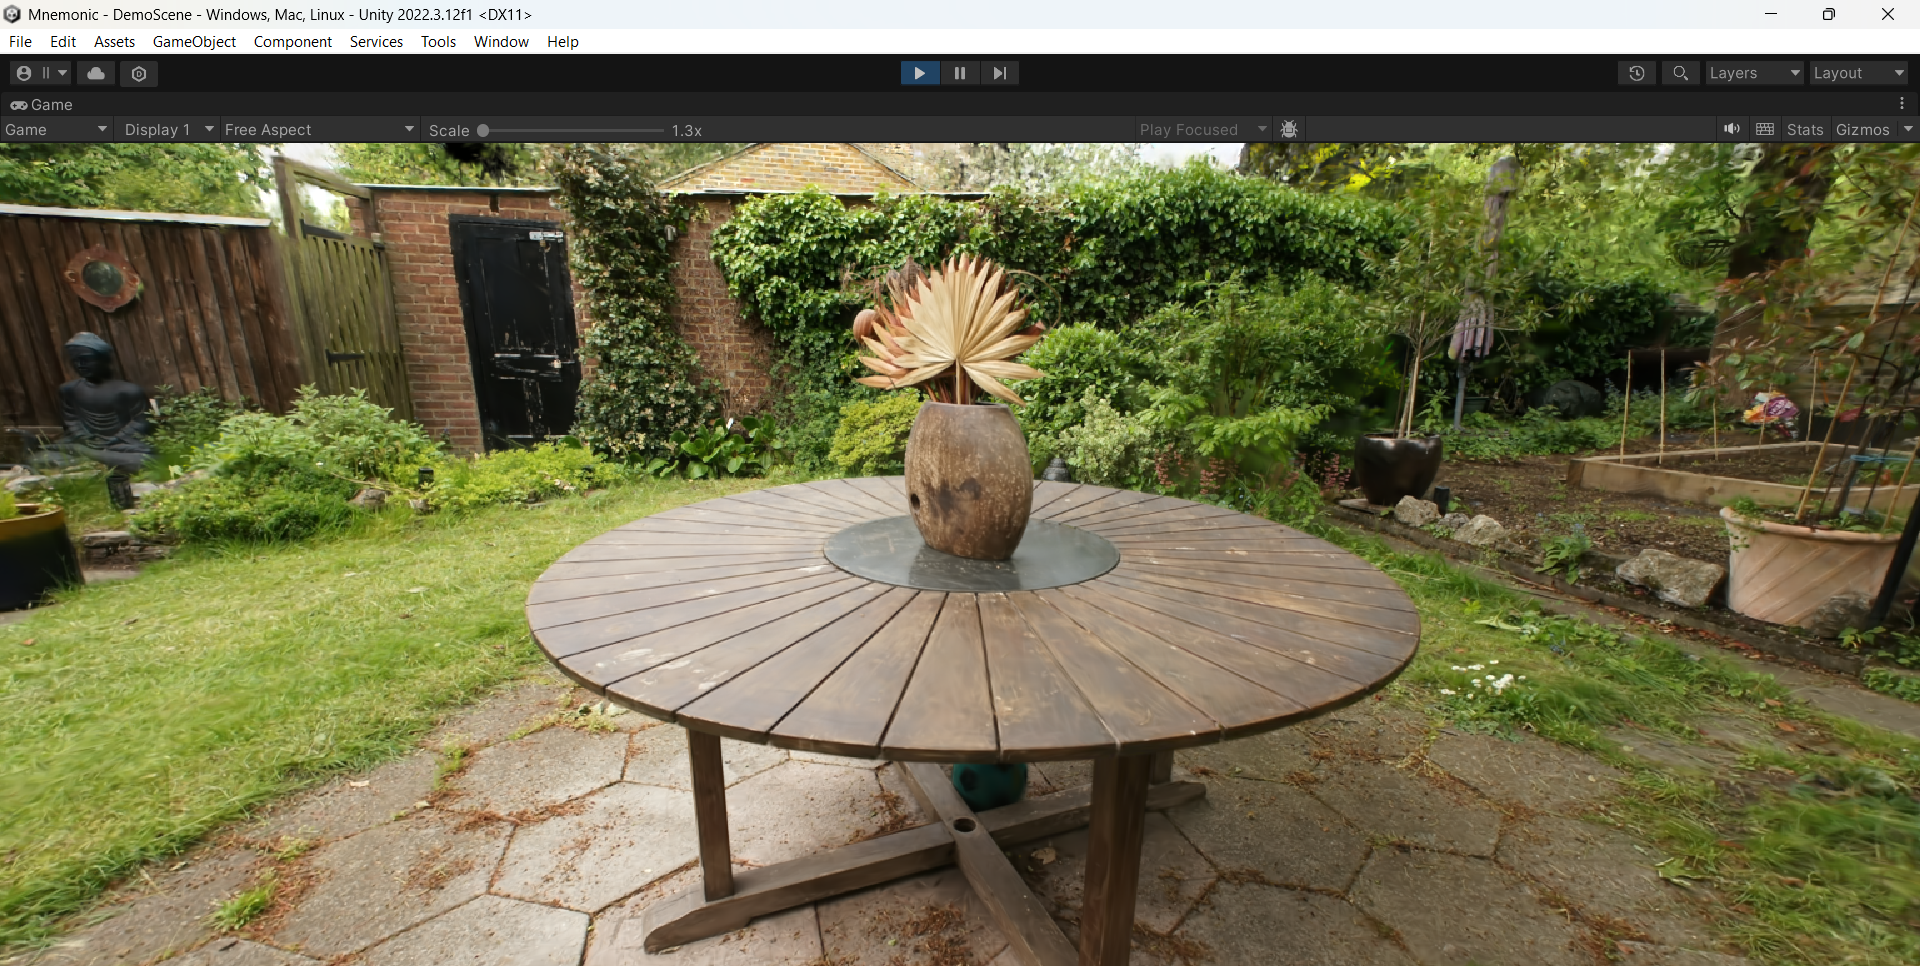 Mnemonic - DemoScene - Windows, Mac, Linux - Unity 2022.3.12f1 <DX11>
File Edit Assets GameObject Component Services Tools Window Help
Layers Layout
Game
Game Display 1 Free Aspect Scale 1.3x Play Focused Stats Gizmos